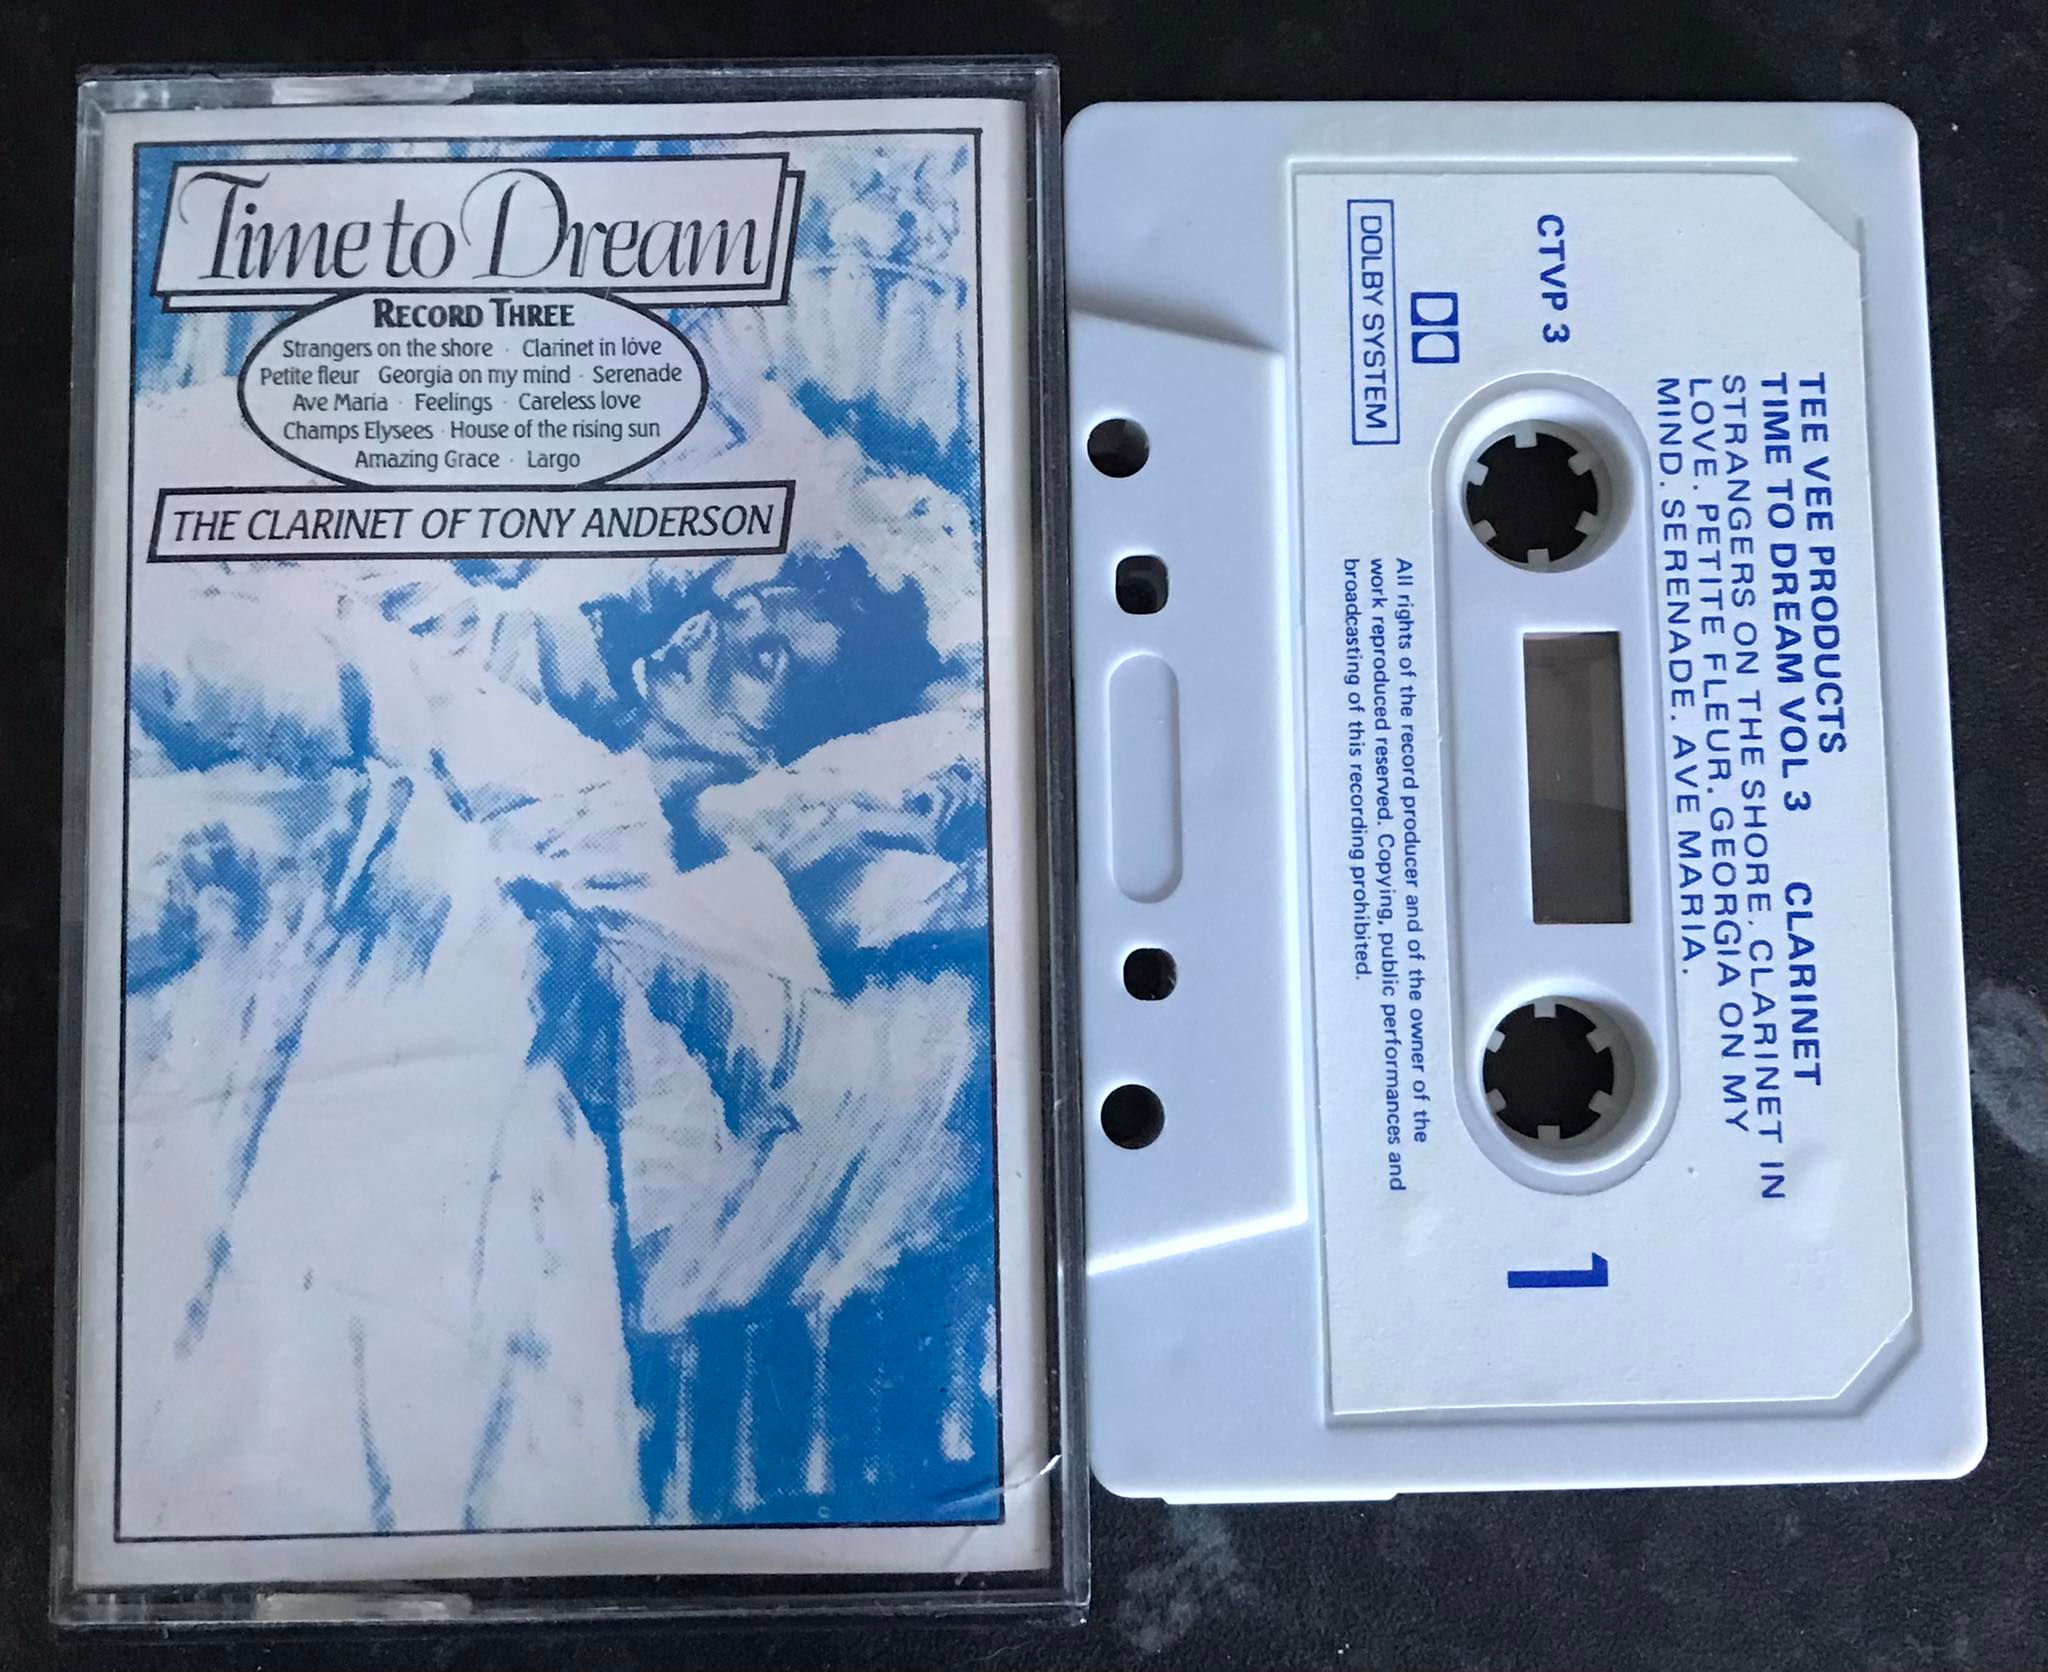 Time to Dream
RECORD THREE
Strangers on the shore · Clarinet in love
Petite fleur · Georgia on my mind · Serenade
Ave Maria · Feelings · Careless love
Champs Elysees · House of the rising sun
Amazing Grace · Largo
THE CLARINET OF TONY ANDERSON
TEE VEE PRODUCTS
TIME TO DREAM VOL 3 CLARINET
STRANGERS ON THE SHORE. CLARINET IN
LOVE. PETITE FLEUR. GEORGIA ON MY
MIND. SERENADE. AVE MARIA.
CTVP 3
1
DOLBY SYSTEM
All rights of the record producer and of the owner of the
work reproduced reserved. Copying, public performances and
broadcasting of this recording prohibited.